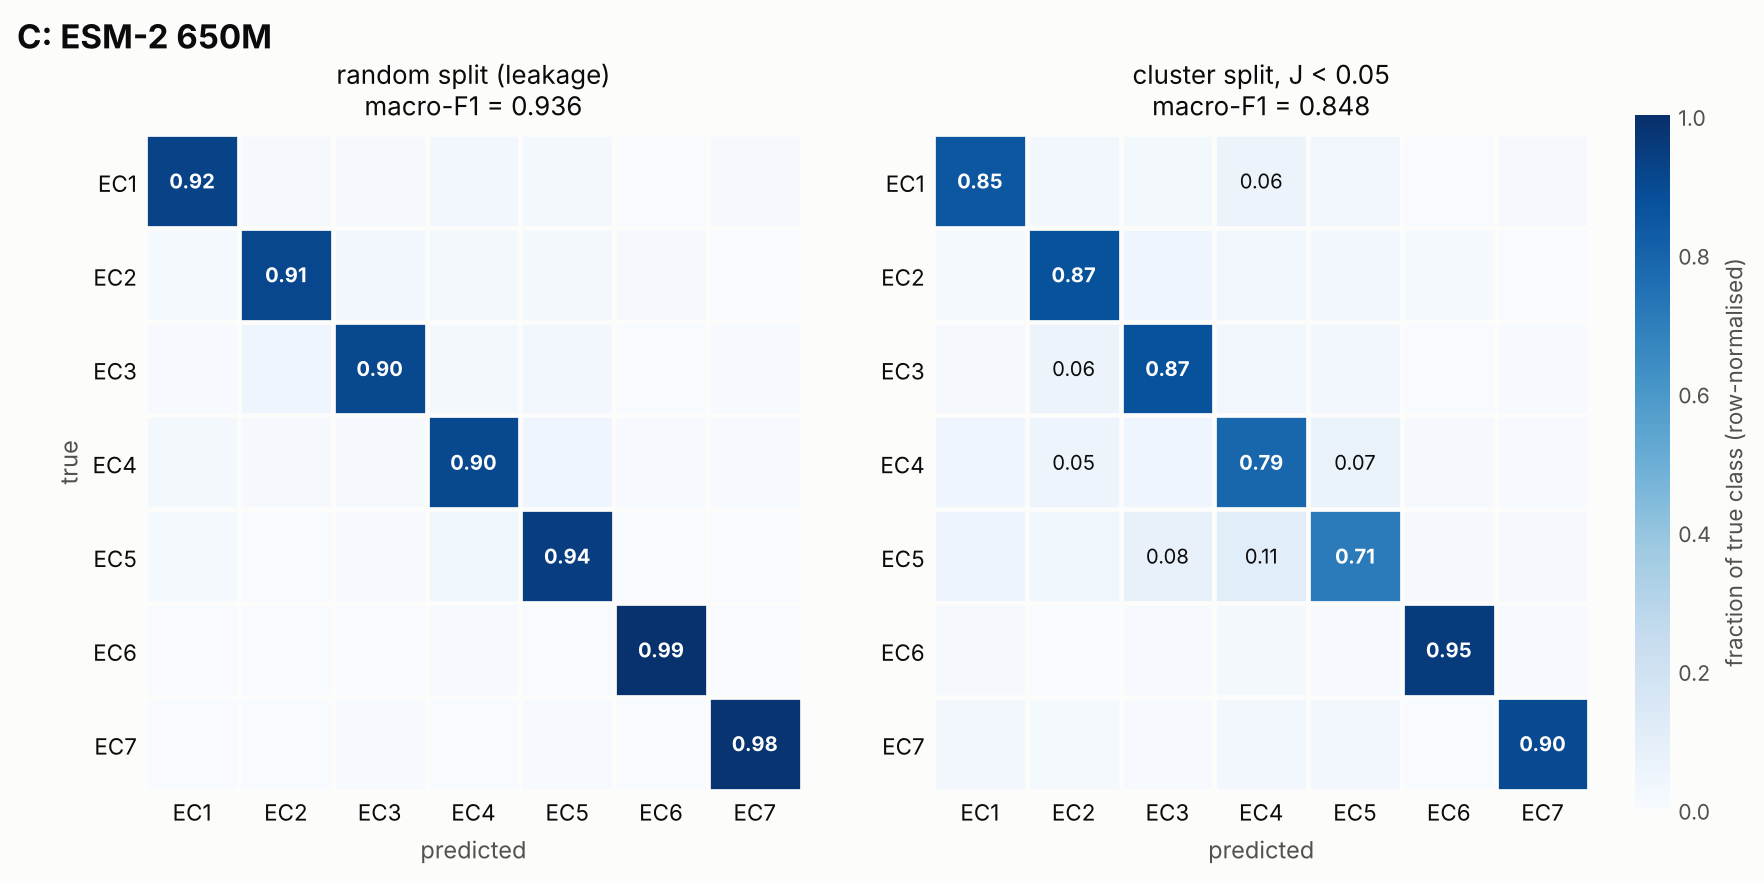 C: ESM-2 650M
random split (leakage)
macro-F1 = 0.936
true
EC1 0.92
EC2 0.91
EC3 0.90
EC4 0.90
EC5 0.94
EC6 0.99
EC7 0.98
EC1 EC2 EC3 EC4 EC5 EC6 EC7
predicted
cluster split, J < 0.05
macro-F1 = 0.848
EC1 0.85 0.06
EC2 0.87
EC3 0.06 0.87
EC4 0.05 0.79 0.07
EC5 0.08 0.11 0.71
EC6 0.95
EC7 0.90
EC1 EC2 EC3 EC4 EC5 EC6 EC7
predicted
1.0
0.8
0.6
0.4
0.2
0.0
fraction of true class (row-normalised)